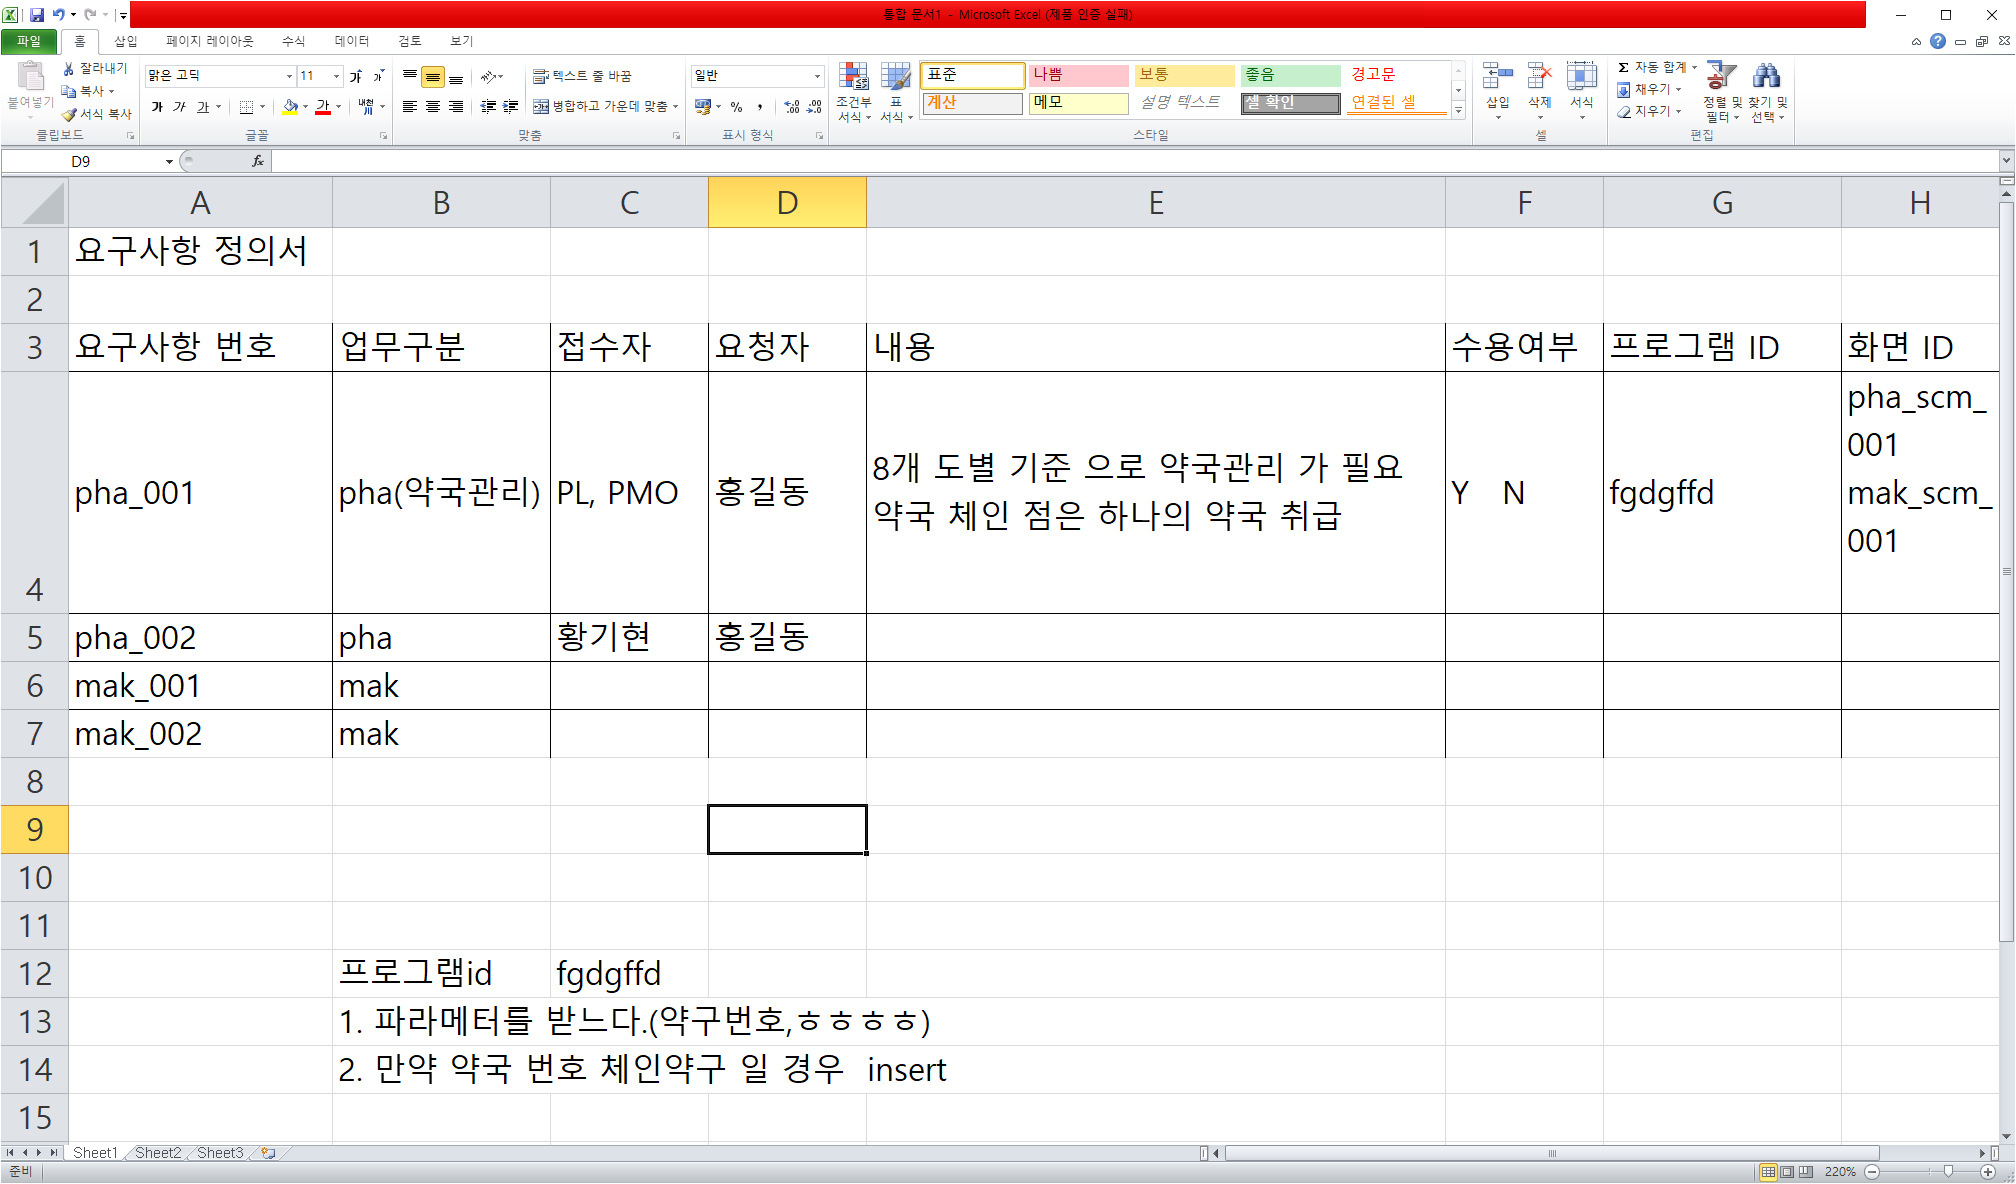 통합 문서1 - Microsoft Excel (제품 인증 실패)
파일 홈 삽입 페이지 레이아웃 수식 데이터 검토 보기
붙여넣기 잘라내기 복사 서식 복사 클립보드
맑은 고딕 11 가 가 가 가 가 가 내천 글꼴
텍스트 줄 바꿈 병합하고 가운데 맞춤 맞춤
일반 % , 표시 형식
조건부 서식 표 서식 표준 나쁨 보통 좋음 경고문
계산 메모 설명 텍스트 셀 확인 연결된 셀 스타일
삽입 삭제 서식 셀
Σ 자동 합계 채우기 지우기 정렬 및 필터 찾기 및 선택 편집
D9 fx
A B C D E F G H
1 요구사항 정의서
2
3 요구사항 번호 업무구분 접수자 요청자 내용 수용여부 프로그램 ID 화면 ID
4 pha_001 pha(약국관리) PL, PMO 홍길동 8개 도별 기준 으로 약국관리 가 필요
약국 체인 점은 하나의 약국 취급 Y N fgdgffd pha_scm_
001
mak_scm_
001
5 pha_002 pha 황기현 홍길동
6 mak_001 mak
7 mak_002 mak
8
9
10
11
12 프로그램id fgdgffd
13 1. 파라메터를 받느다.(약구번호,ㅎㅎㅎㅎ)
14 2. 만약 약국 번호 체인약구 일 경우 insert
15
Sheet1 Sheet2 Sheet3
준비 220%